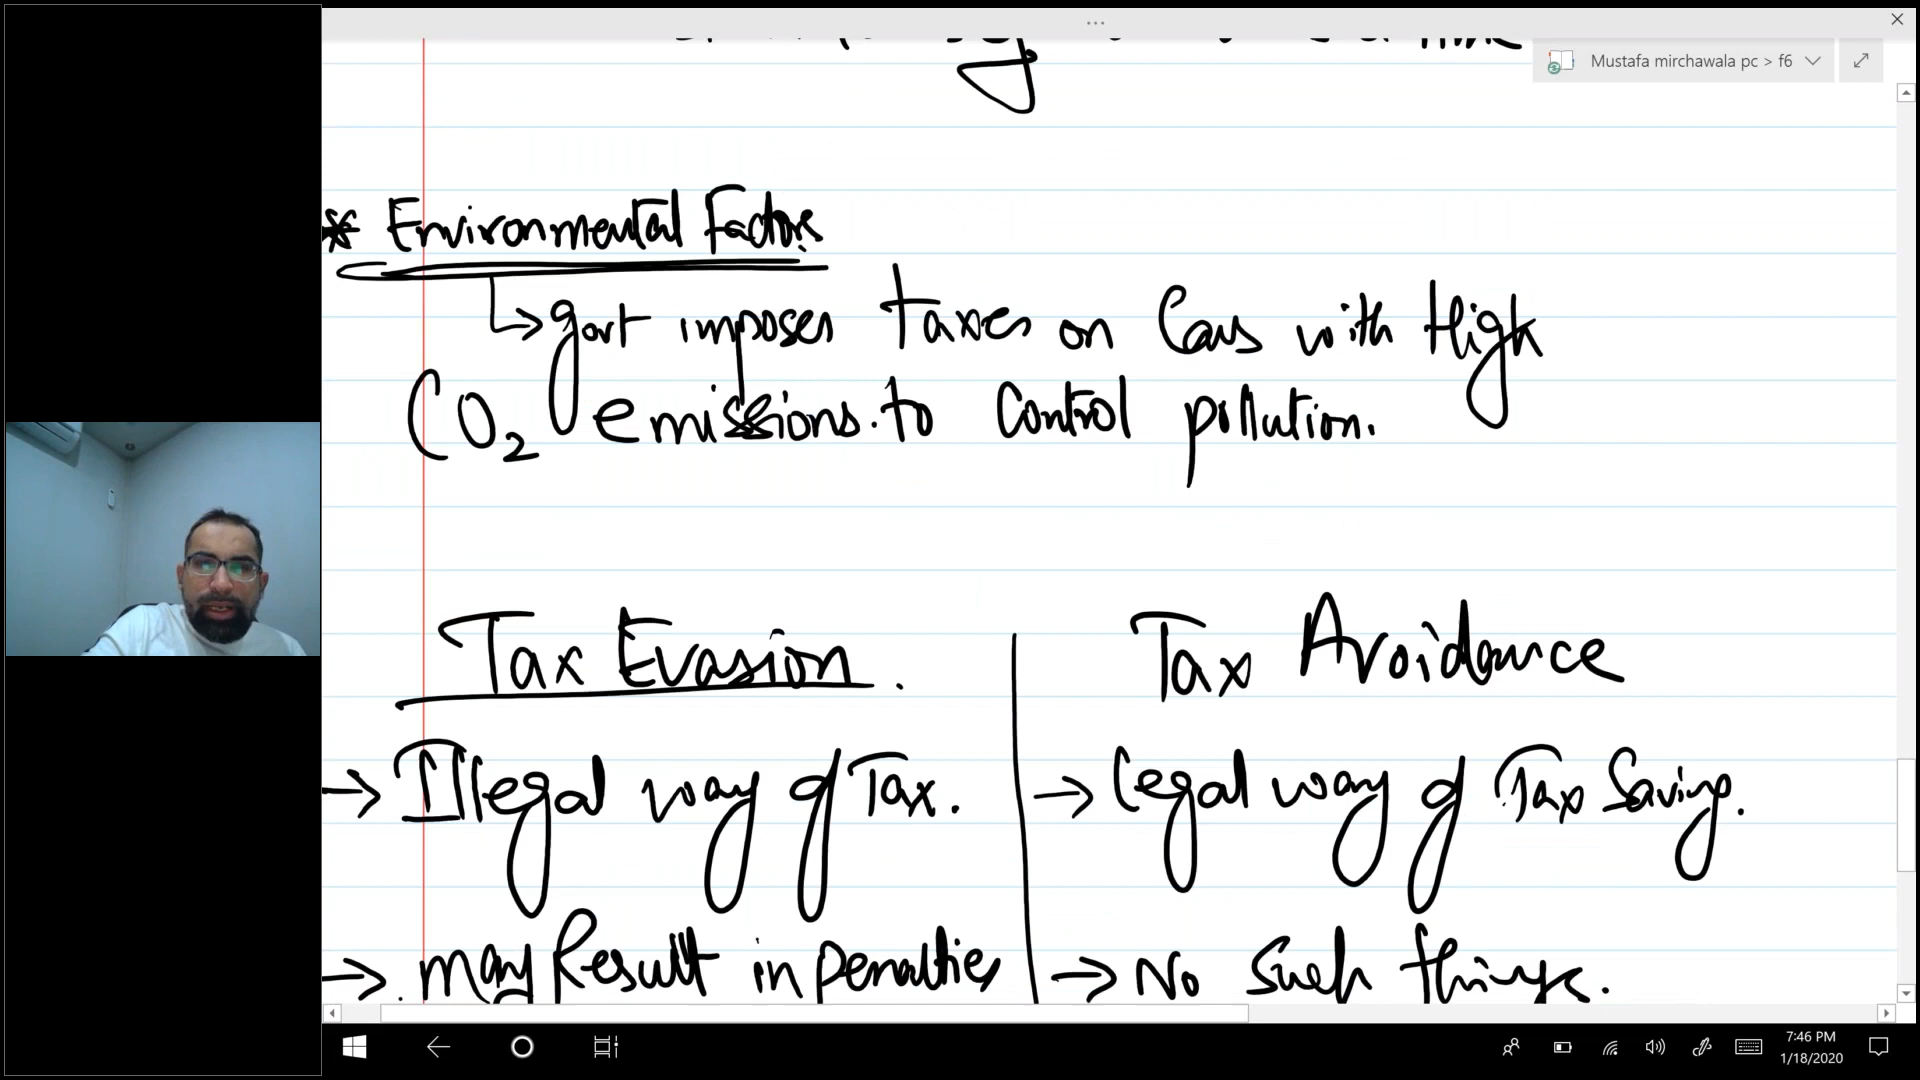 ...
Mustafa mirchawala pc > f6
* Environmental Factors
govt imposes taxes on Cars with High
CO2 emissions. to Control pollution.
Tax Evasion.
Tax Avoidance
→ Illegal way of Tax.
→ legal way of Tax Saving.
→ may Result in penalties
→ No Such things.
7:46 PM
1/18/2020